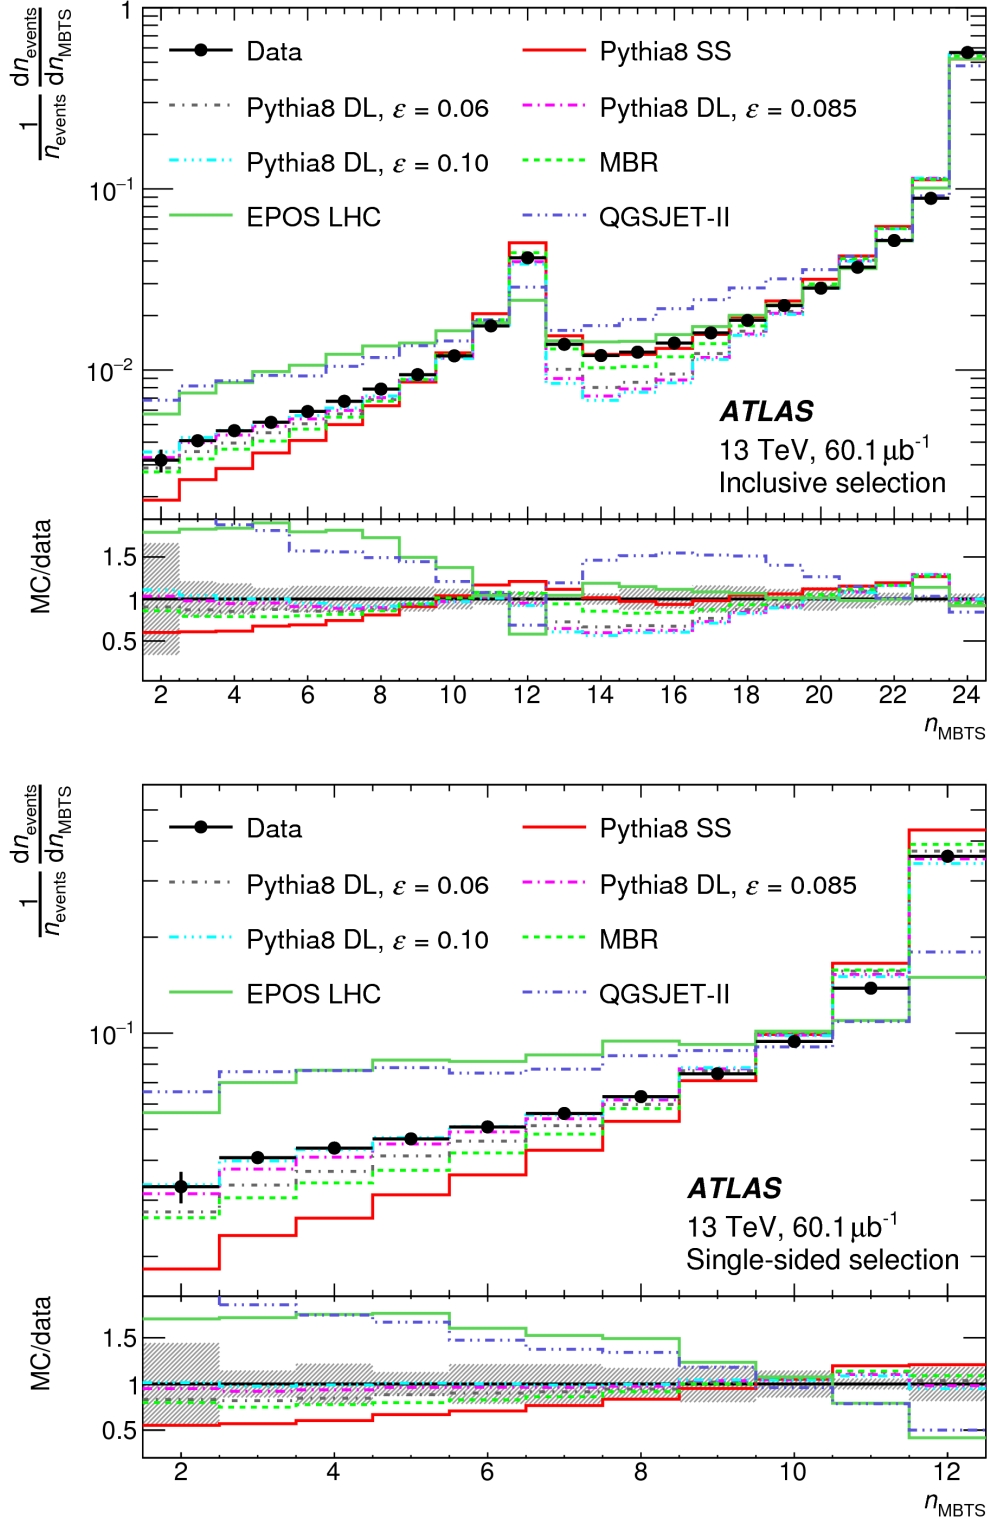 1/n_events dn_events/dn_MBTS
1
10⁻¹
10⁻²
Data
Pythia8 SS
Pythia8 DL, ε = 0.06
Pythia8 DL, ε = 0.085
Pythia8 DL, ε = 0.10
MBR
EPOS LHC
QGSJET-II
ATLAS
13 TeV, 60.1 μb⁻¹
Inclusive selection
MC/data
1.5
1
0.5
2 4 6 8 10 12 14 16 18 20 22 24
n_MBTS
1/n_events dn_events/dn_MBTS
10⁻¹
Data
Pythia8 SS
Pythia8 DL, ε = 0.06
Pythia8 DL, ε = 0.085
Pythia8 DL, ε = 0.10
MBR
EPOS LHC
QGSJET-II
ATLAS
13 TeV, 60.1 μb⁻¹
Single-sided selection
MC/data
1.5
1
0.5
2 4 6 8 10 12
n_MBTS